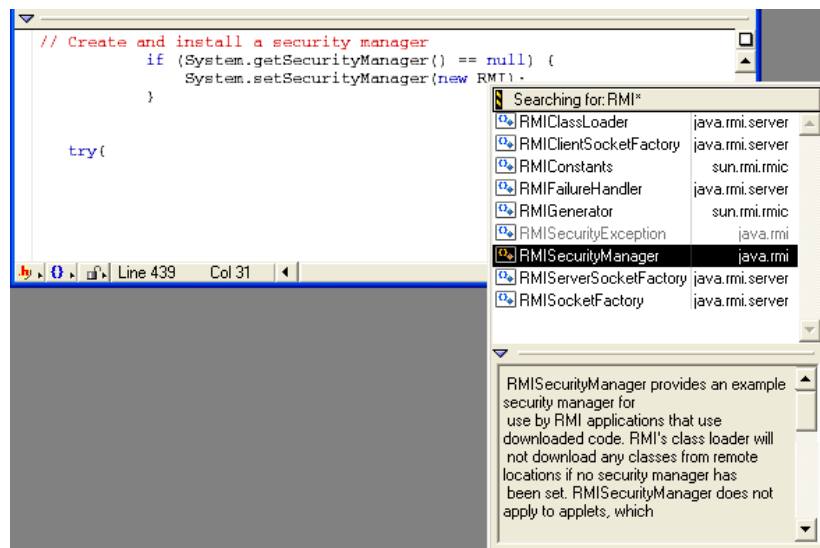 // Create and install a security manager
if (System.getSecurityManager() == null) {
System.setSecurityManager(new RMI);
}
try{
Line 439 Col 31
Searching for: RMI*
RMIClassLoader java.rmi.server
RMIClientSocketFactory java.rmi.server
RMIConstants sun.rmi.rmic
RMIFailureHandler java.rmi.server
RMIGenerator sun.rmi.rmic
RMISecurityException java.rmi
RMISecurityManager java.rmi
RMIServerSocketFactory java.rmi.server
RMISocketFactory java.rmi.server
RMISecurityManager provides an example
security manager for
use by RMI applications that use
downloaded code. RMI's class loader will
not download any classes from remote
locations if no security manager has
been set. RMISecurityManager does not
apply to applets, which